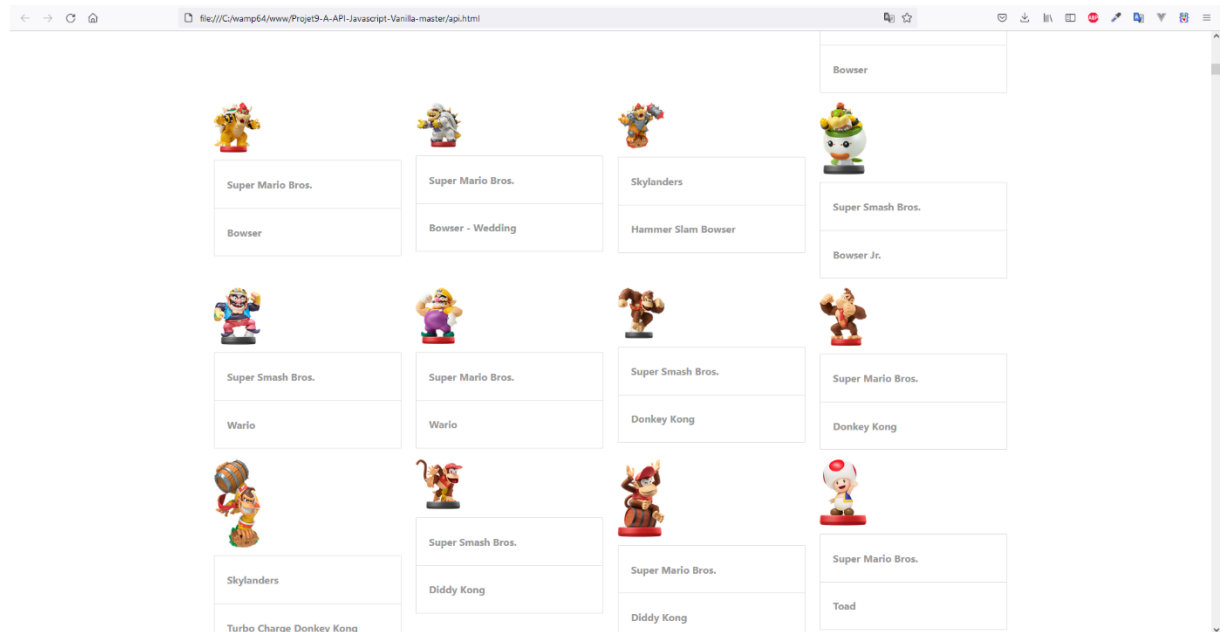 file:///C:/wamp64/www/Projet9-A-API-Javascript-Vanilla-master/api.html
Bowser
Super Mario Bros.
Bowser
Super Mario Bros.
Bowser - Wedding
Skylanders
Hammer Slam Bowser
Super Smash Bros.
Bowser Jr.
Super Smash Bros.
Wario
Super Mario Bros.
Wario
Super Smash Bros.
Donkey Kong
Super Mario Bros.
Donkey Kong
Skylanders
Turbo Charge Donkey Kong
Super Smash Bros.
Diddy Kong
Super Mario Bros.
Diddy Kong
Super Mario Bros.
Toad